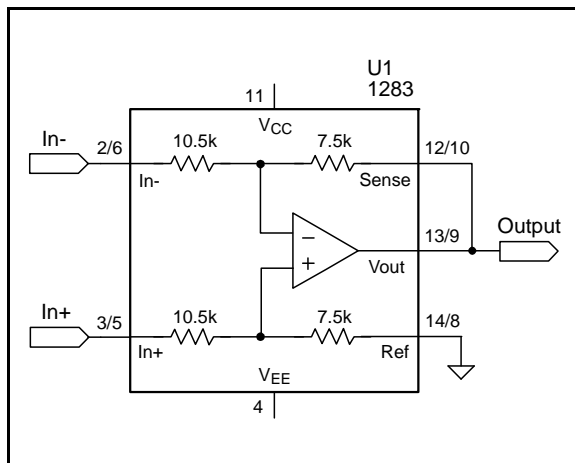 U1
1283
11
VCC
In-
2/6
10.5k
7.5k
12/10
In-
Sense
−
+
Output
13/9
Vout
In+
3/5
10.5k
7.5k
14/8
In+
Ref
VEE
4